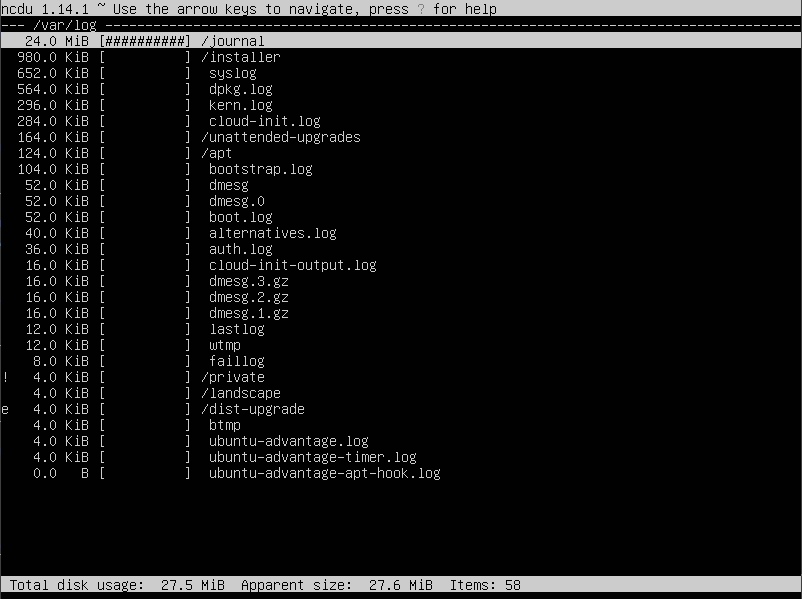 ncdu 1.14.1 ~ Use the arrow keys to navigate, press ? for help
--- /var/log ----------------------------------------------------------------------------------------
   24.0 MiB [##########] /journal
  980.0 KiB [          ] /installer
  652.0 KiB [          ]  syslog
  564.0 KiB [          ]  dpkg.log
  296.0 KiB [          ]  kern.log
  284.0 KiB [          ]  cloud-init.log
  164.0 KiB [          ] /unattended-upgrades
  124.0 KiB [          ] /apt
  104.0 KiB [          ]  bootstrap.log
   52.0 KiB [          ]  dmesg
   52.0 KiB [          ]  dmesg.0
   52.0 KiB [          ]  boot.log
   40.0 KiB [          ]  alternatives.log
   36.0 KiB [          ]  auth.log
   16.0 KiB [          ]  cloud-init-output.log
   16.0 KiB [          ]  dmesg.3.gz
   16.0 KiB [          ]  dmesg.2.gz
   16.0 KiB [          ]  dmesg.1.gz
   12.0 KiB [          ]  lastlog
   12.0 KiB [          ]  wtmp
    8.0 KiB [          ]  faillog
!   4.0 KiB [          ] /private
    4.0 KiB [          ] /landscape
e   4.0 KiB [          ] /dist-upgrade
    4.0 KiB [          ]  btmp
    4.0 KiB [          ]  ubuntu-advantage.log
    4.0 KiB [          ]  ubuntu-advantage-timer.log
    0.0   B [          ]  ubuntu-advantage-apt-hook.log
 Total disk usage:  27.5 MiB  Apparent size:  27.6 MiB  Items: 58